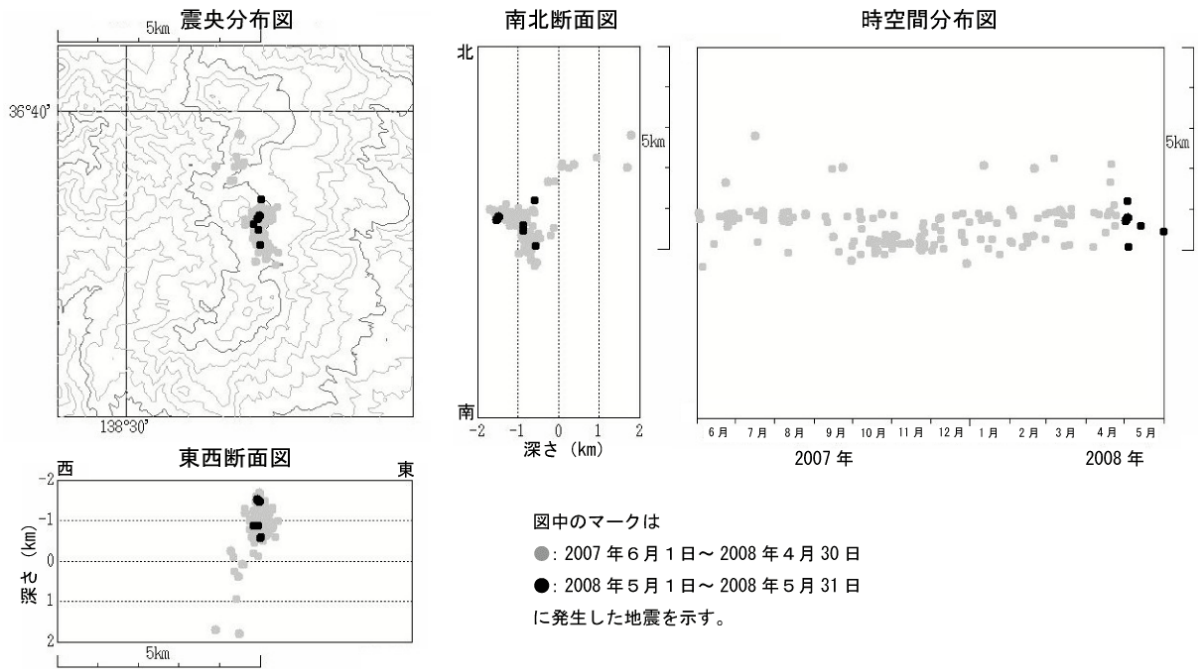 震央分布図
5km
36°40'
138°30'
南北断面図
北
南
5km
-2 -1 0 1 2
深さ (km)
時空間分布図
5km
6月 7月 8月 9月 10月 11月 12月 1月 2月 3月 4月 5月
2007年 2008年
東西断面図
西 東
-2
-1
0
1
2
深さ (km)
5km
図中のマークは
●: 2007年6月1日～2008年4月30日
●: 2008年5月1日～2008年5月31日
に発生した地震を示す。